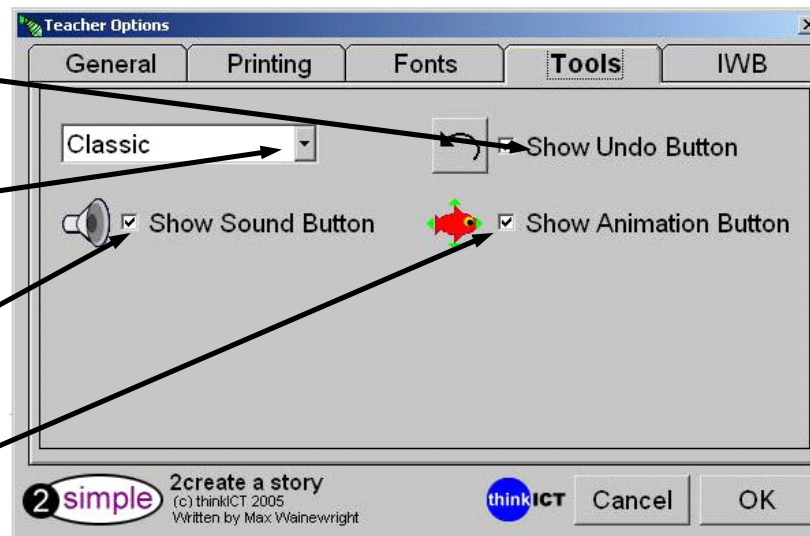 Teacher Options
General Printing Fonts Tools IWB
Classic Show Undo Button
Show Sound Button Show Animation Button
2simple 2create a story
(c) thinkICT 2005
Written by Max Wainewright
thinkICT Cancel OK